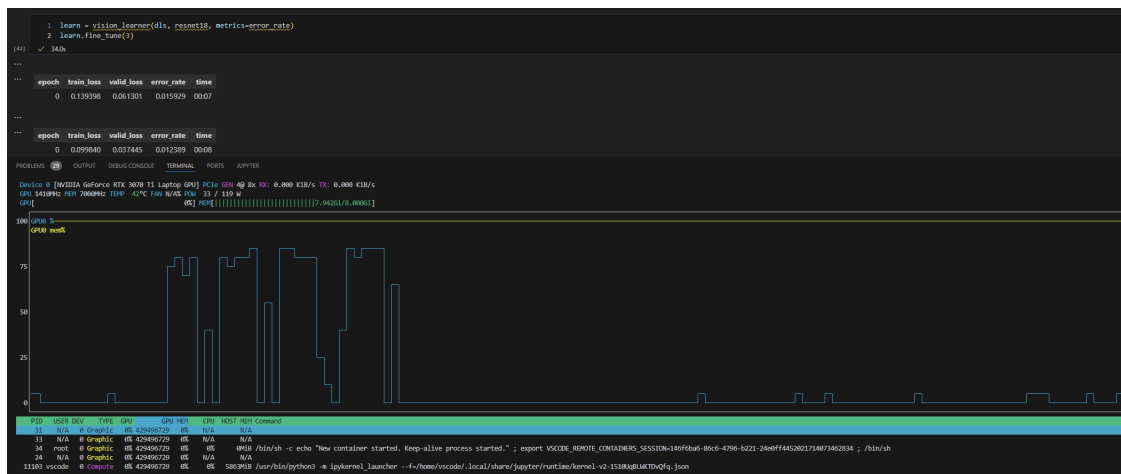 1 learn = vision_learner(dls, resnet18, metrics=error_rate)
2 learn.fine_tune(3)
[42] ✓ 34.0s
...
... epoch train_loss valid_loss error_rate time
0 0.139398 0.061301 0.015929 00:07
...
... epoch train_loss valid_loss error_rate time
0 0.099840 0.037445 0.012389 00:08
PROBLEMS 29 OUTPUT DEBUG CONSOLE TERMINAL PORTS JUPYTER
Device 0 [NVIDIA GeForce RTX 3070 Ti Laptop GPU] PCIe GEN 4@ 8x RX: 0.000 KiB/s TX: 0.000 KiB/s
GPU 1410MHz MEM 7000MHz TEMP 42°C FAN N/A% POW 33 / 119 W
GPU[ 0%] MEM[||||||||||||||||||||||||||7.942Gi/8.000Gi]
100 GPU0 %
GPU0 mem%
75
50
25
0
PID USER DEV TYPE GPU GPU MEM CPU HOST MEM Command
31 N/A 0 Graphic 0% 429496729 0% N/A N/A
33 N/A 0 Graphic 0% 429496729 0% N/A N/A
34 root 0 Graphic 0% 429496729 0% 0% 0MiB /bin/sh -c echo "New container started. Keep-alive process started." ; export VSCODE_REMOTE_CONTAINERS_SESSION=146f6ba6-86c6-4796-b221-24e0ff4452021714073462834 ; /bin/sh
24 N/A 0 Graphic 0% 429496729 0% N/A N/A
11103 vscode 0 Compute 0% 429496729 0% 0% 5863MiB /usr/bin/python3 -m ipykernel_launcher --f=/home/vscode/.local/share/jupyter/runtime/kernel-v2-1510UqBLWKTDvQfq.json